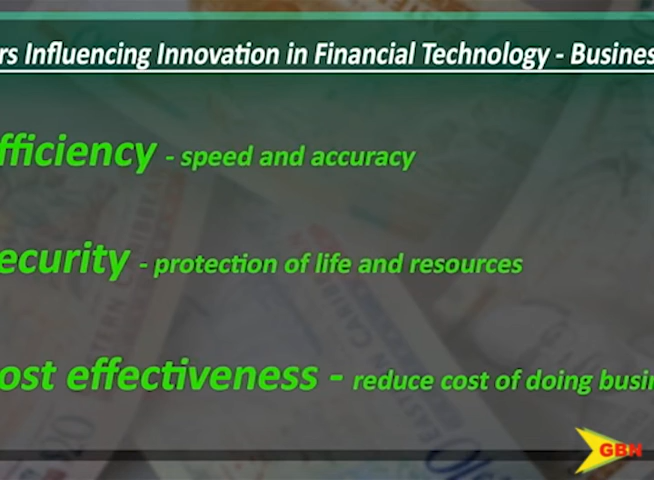 rs Influencing Innovation in Financial Technology - Busines
fficiency - speed and accuracy
ecurity - protection of life and resources
ost effectiveness - reduce cost of doing busin
GBH